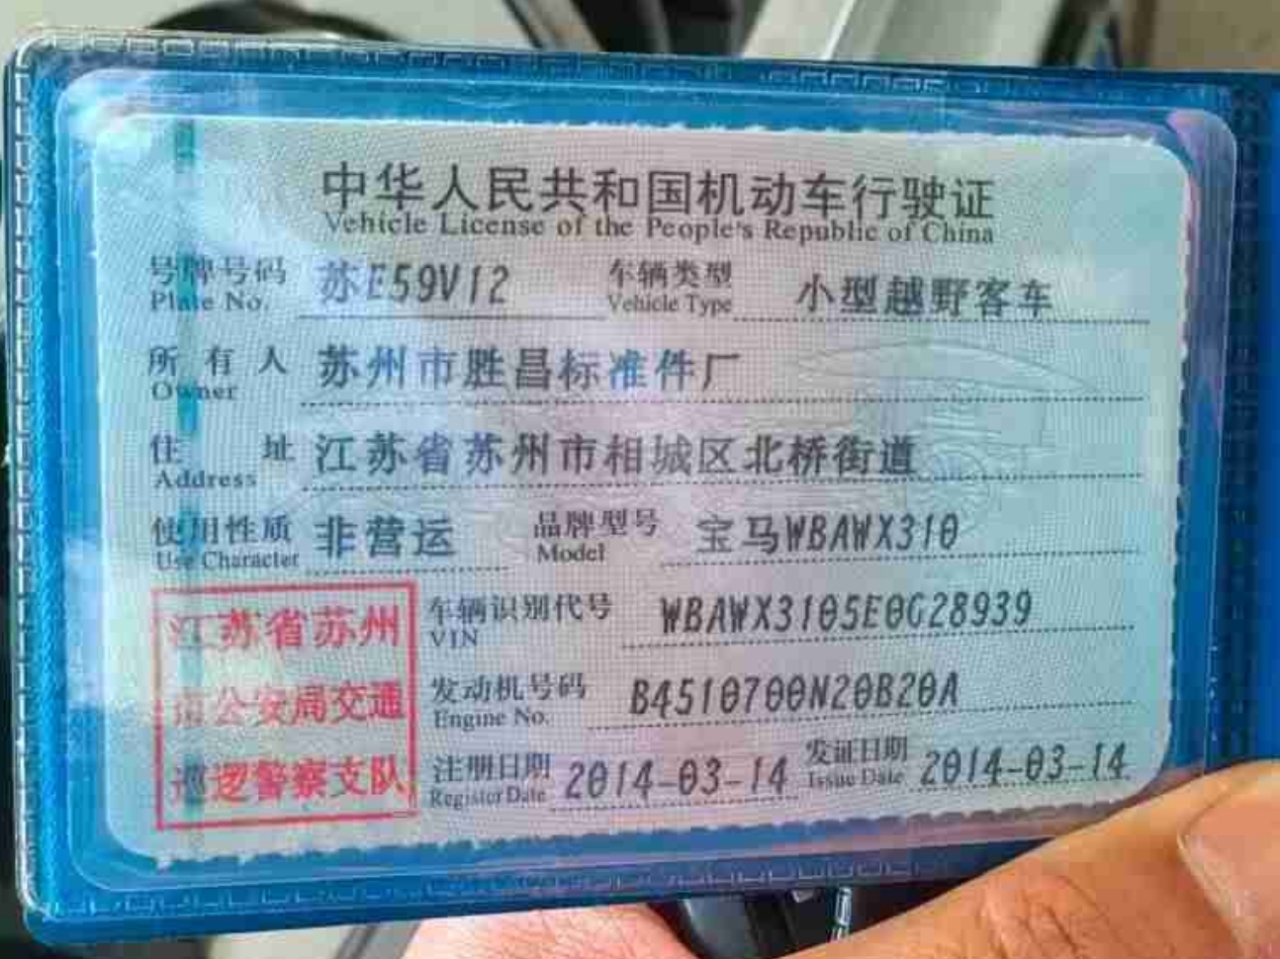 中华人民共和国机动车行驶证
Vehicle License of the People's Republic of China
号牌号码 苏E59V12 车辆类型 小型越野客车
Plate No. Vehicle Type
所有人 苏州市胜昌标准件厂
Owner
住址 江苏省苏州市相城区北桥街道
Address
使用性质 非营运 品牌型号 宝马WBAWX310
Use Character Model
江苏省苏州
市公安局交通
巡逻警察支队
车辆识别代号 WBAWX3105E0G28939
VIN
发动机号码 B4510700N20B20A
Engine No.
注册日期 2014-03-14 发证日期 2014-03-14
Register Date Issue Date